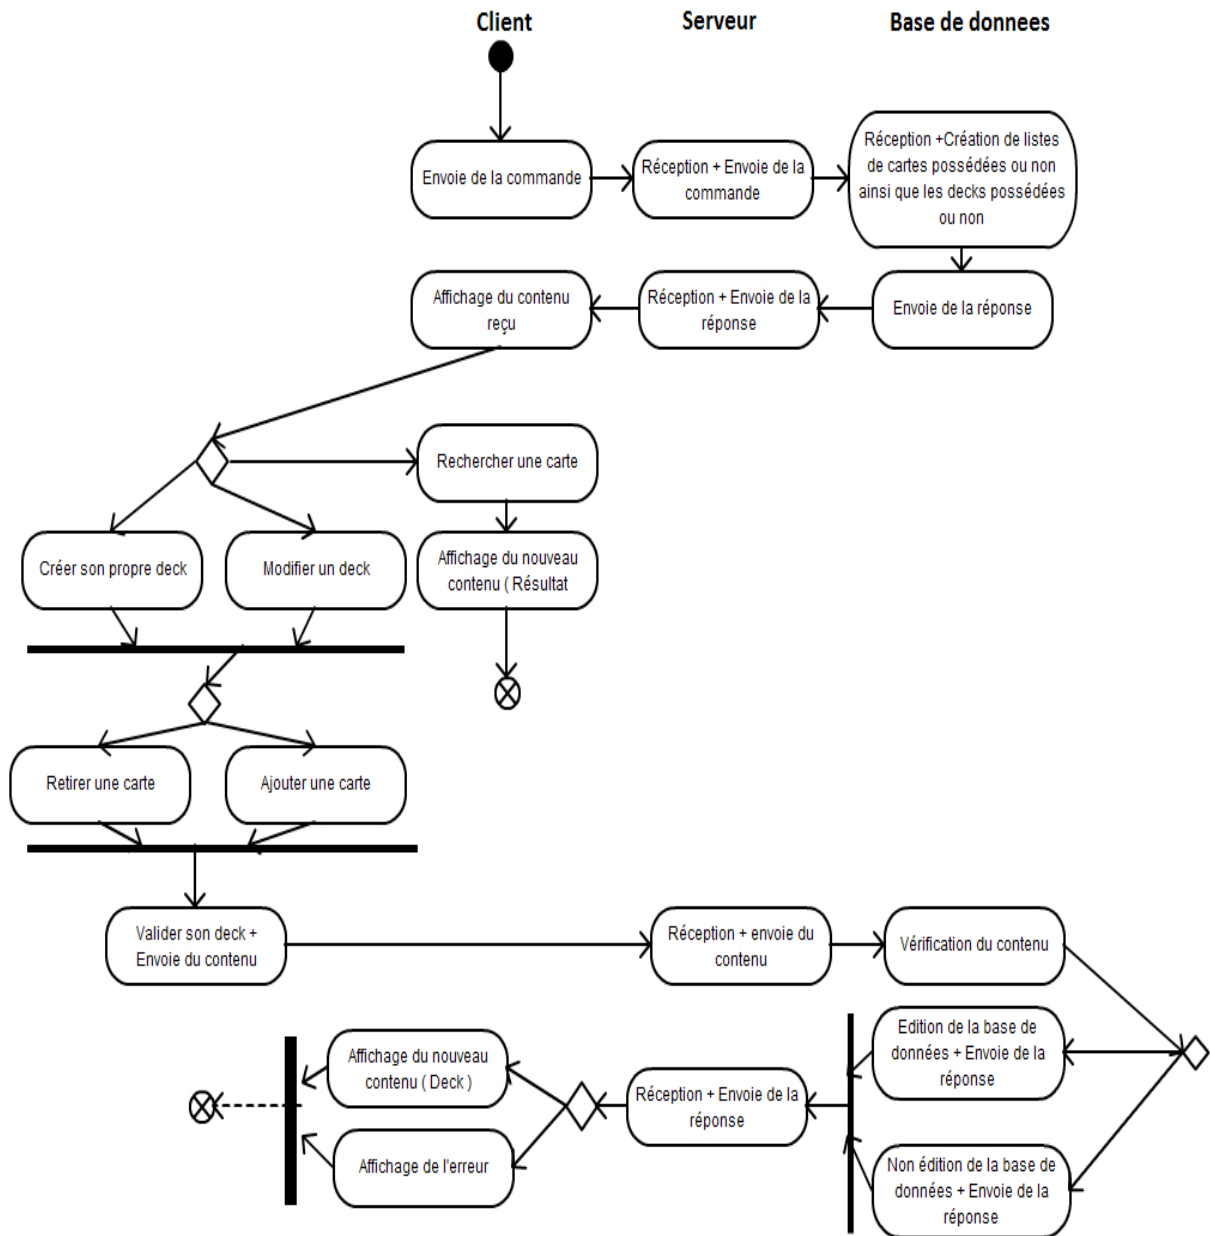 Client
Serveur
Base de donnees
Envoie de la commande
Réception + Envoie de la
commande
Réception +Création de listes
de cartes possédées ou non
ainsi que les decks possédées
ou non
Affichage du contenu
reçu
Réception + Envoie de la
réponse
Envoie de la réponse
Rechercher une carte
Créer son propre deck
Modifier un deck
Affichage du nouveau
contenu ( Résultat
Retirer une carte
Ajouter une carte
Valider son deck +
Envoie du contenu
Réception + envoie du
contenu
Vérification du contenu
Affichage du nouveau
contenu ( Deck )
Edition de la base de
données + Envoie de la
réponse
Réception + Envoie de la
réponse
Affichage de l'erreur
Non édition de la base de
données + Envoie de la
réponse